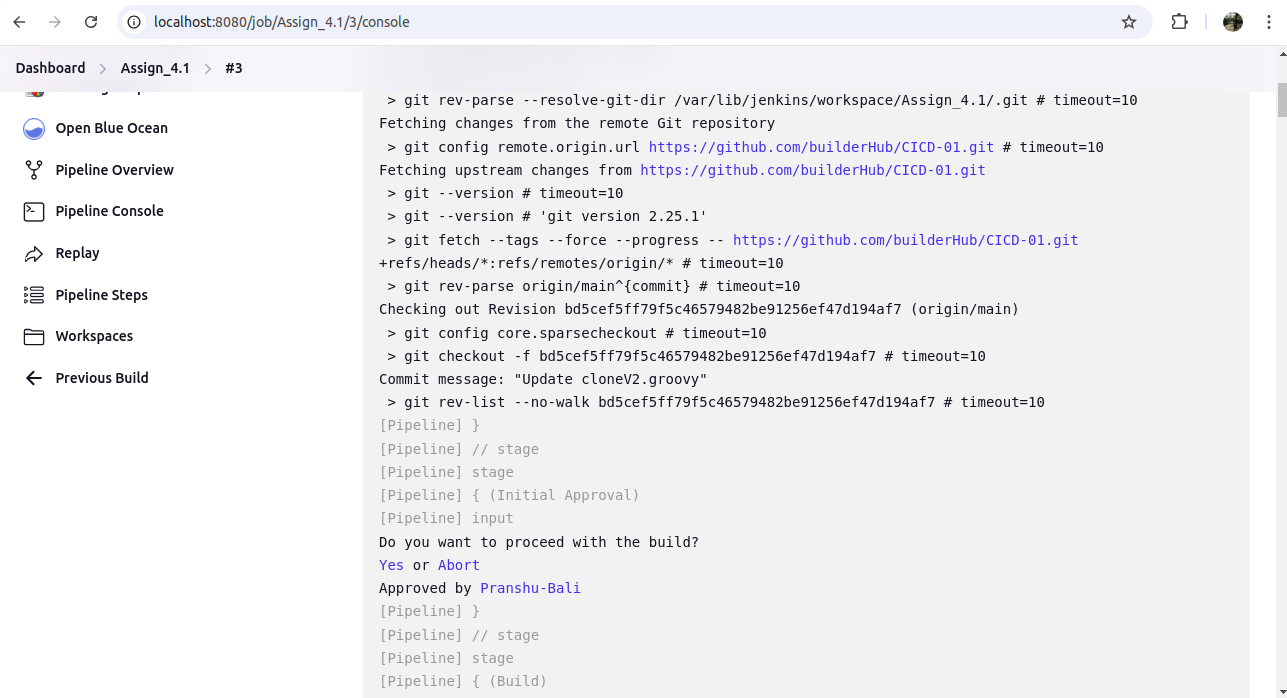 localhost:8080/job/Assign_4.1/3/console
Dashboard > Assign_4.1 > #3
Open Blue Ocean
Pipeline Overview
Pipeline Console
Replay
Pipeline Steps
Workspaces
Previous Build
> git rev-parse --resolve-git-dir /var/lib/jenkins/workspace/Assign_4.1/.git # timeout=10
Fetching changes from the remote Git repository
> git config remote.origin.url https://github.com/builderHub/CICD-01.git # timeout=10
Fetching upstream changes from https://github.com/builderHub/CICD-01.git
> git --version # timeout=10
> git --version # 'git version 2.25.1'
> git fetch --tags --force --progress -- https://github.com/builderHub/CICD-01.git
+refs/heads/*:refs/remotes/origin/* # timeout=10
> git rev-parse origin/main^{commit} # timeout=10
Checking out Revision bd5cef5ff79f5c46579482be91256ef47d194af7 (origin/main)
> git config core.sparsecheckout # timeout=10
> git checkout -f bd5cef5ff79f5c46579482be91256ef47d194af7 # timeout=10
Commit message: "Update cloneV2.groovy"
> git rev-list --no-walk bd5cef5ff79f5c46579482be91256ef47d194af7 # timeout=10
[Pipeline] }
[Pipeline] // stage
[Pipeline] stage
[Pipeline] { (Initial Approval)
[Pipeline] input
Do you want to proceed with the build?
Yes or Abort
Approved by Pranshu-Bali
[Pipeline] }
[Pipeline] // stage
[Pipeline] stage
[Pipeline] { (Build)